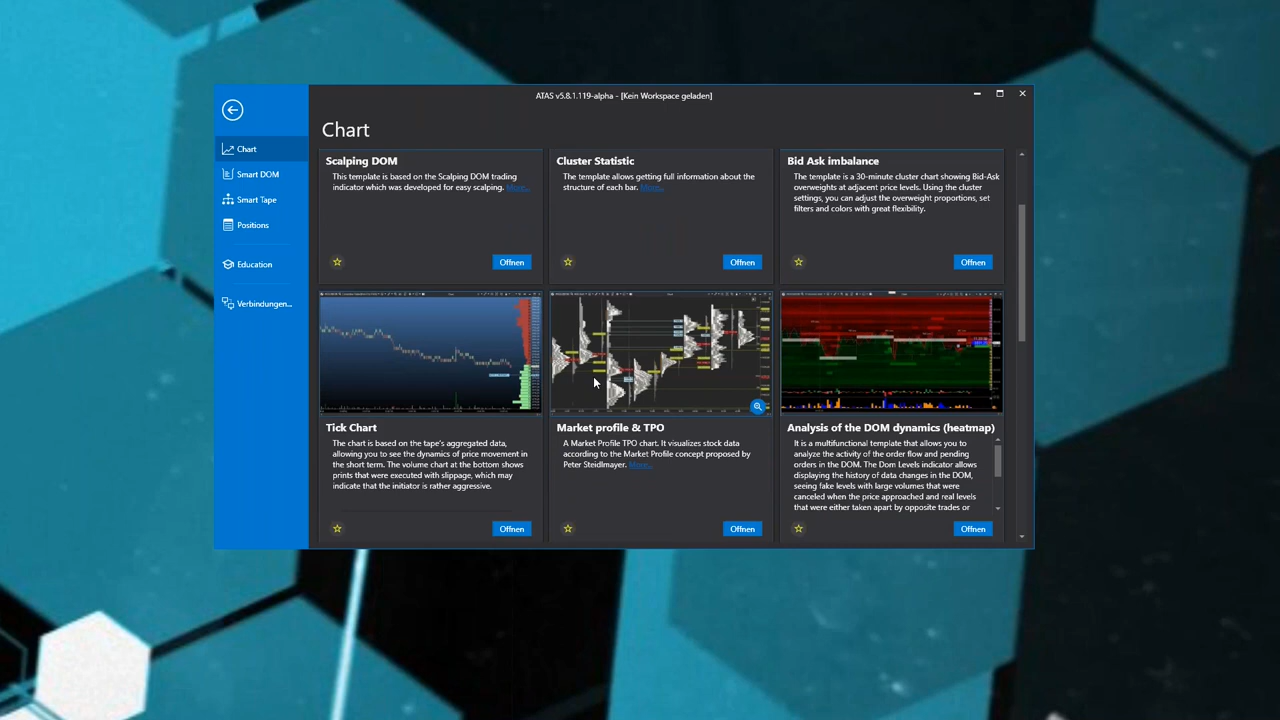 ATAS v5.8.1.119-alpha - [Kein Workspace geladen]
Chart
Chart
Smart DOM
Smart Tape
Positions
Education
Verbindungen...
Scalping DOM
This template is based on the Scalping DOM trading
indicator which was developed for easy scalping. More...
Öffnen
Cluster Statistic
The template allows getting full information about the
structure of each bar. More...
Öffnen
Bid Ask imbalance
The template is a 30-minute cluster chart showing Bid-Ask
overweights at adjacent price levels. Using the cluster
settings, you can adjust the overweight proportions, set
filters and colors with great flexibility.
Öffnen
Tick Chart
The chart is based on the tape's aggregated data,
allowing you to see the dynamics of price movement in
the short term. The volume chart at the bottom shows
prints that were executed with slippage, which may
indicate that the initiator is rather aggressive.
Öffnen
Market profile & TPO
A Market Profile TPO chart. It visualizes stock data
according to the Market Profile concept proposed by
Peter Steidlmayer. More...
Öffnen
Analysis of the DOM dynamics (heatmap)
It is a multifunctional template that allows you to
analyze the activity of the order flow and pending
orders in the DOM. The Dom Levels indicator allows
displaying the history of data changes in the DOM,
seeing fake levels with large volumes that were
canceled when the price approached and real levels
that were either taken apart by opposite trades or
Öffnen